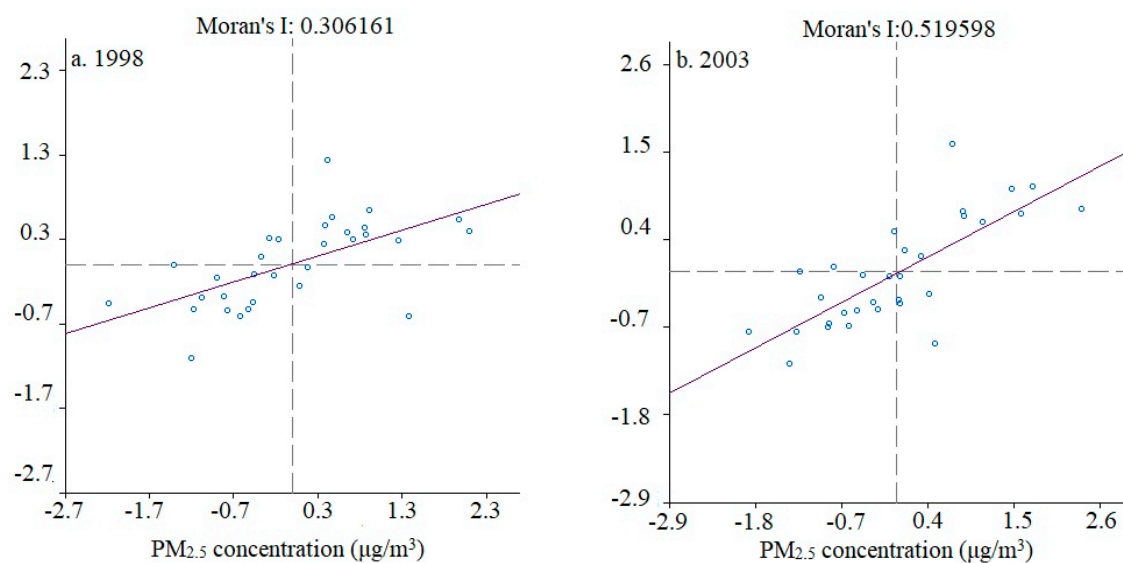 Moran's I: 0.306161
a. 1998
2.3
1.3
0.3
-0.7
-1.7
-2.7
-2.7 -1.7 -0.7 0.3 1.3 2.3
PM2.5 concentration (μg/m³)
Moran's I:0.519598
b. 2003
2.6
1.5
0.4
-0.7
-1.8
-2.9
-2.9 -1.8 -0.7 0.4 1.5 2.6
PM2.5 concentration (μg/m³)